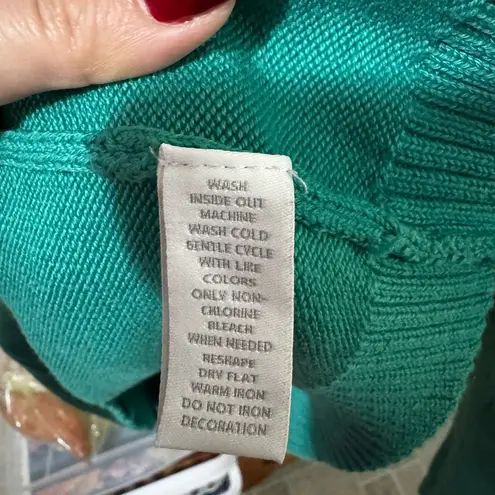 WASH
INSIDE OUT
MACHINE
WASH COLD
GENTLE CYCLE
WITH LIKE
COLORS
ONLY NON-
CHLORINE
BLEACH
WHEN NEEDED
RESHAPE
DRY FLAT
WARM IRON
DO NOT IRON
DECORATION